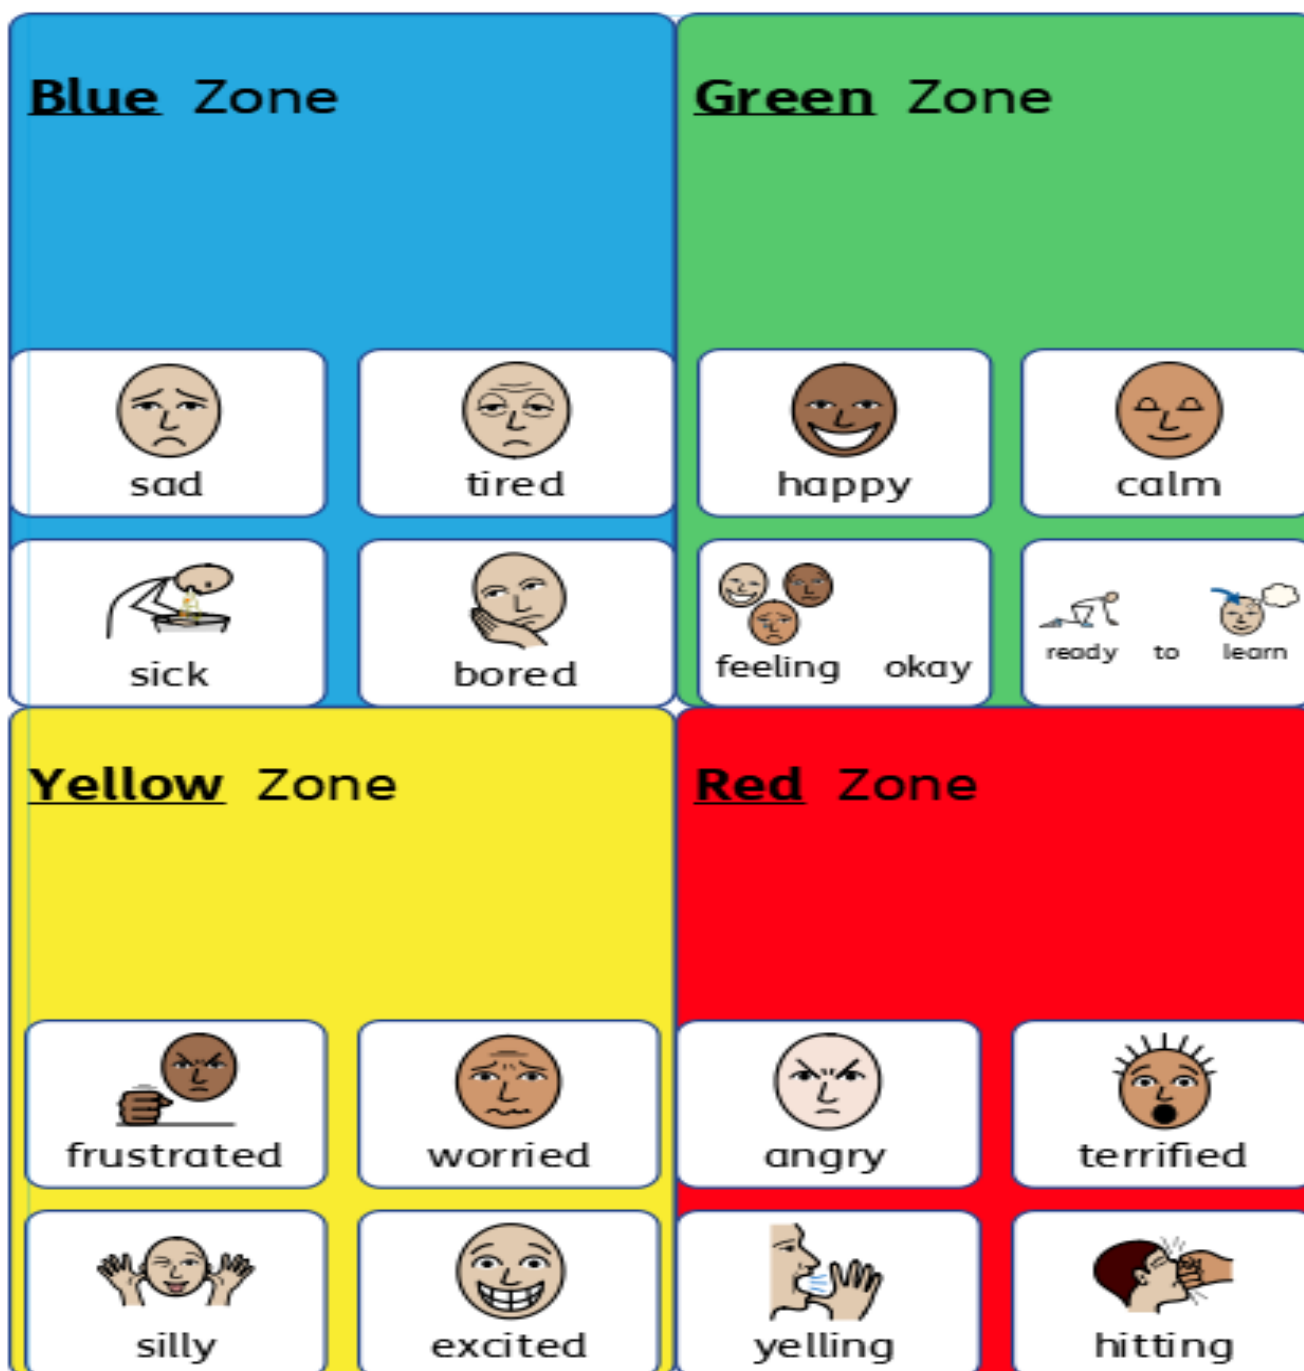 Blue Zone
sad
tired
sick
bored
Green Zone
happy
calm
feeling okay
ready to learn
Yellow Zone
frustrated
worried
silly
excited
Red Zone
angry
terrified
yelling
hitting